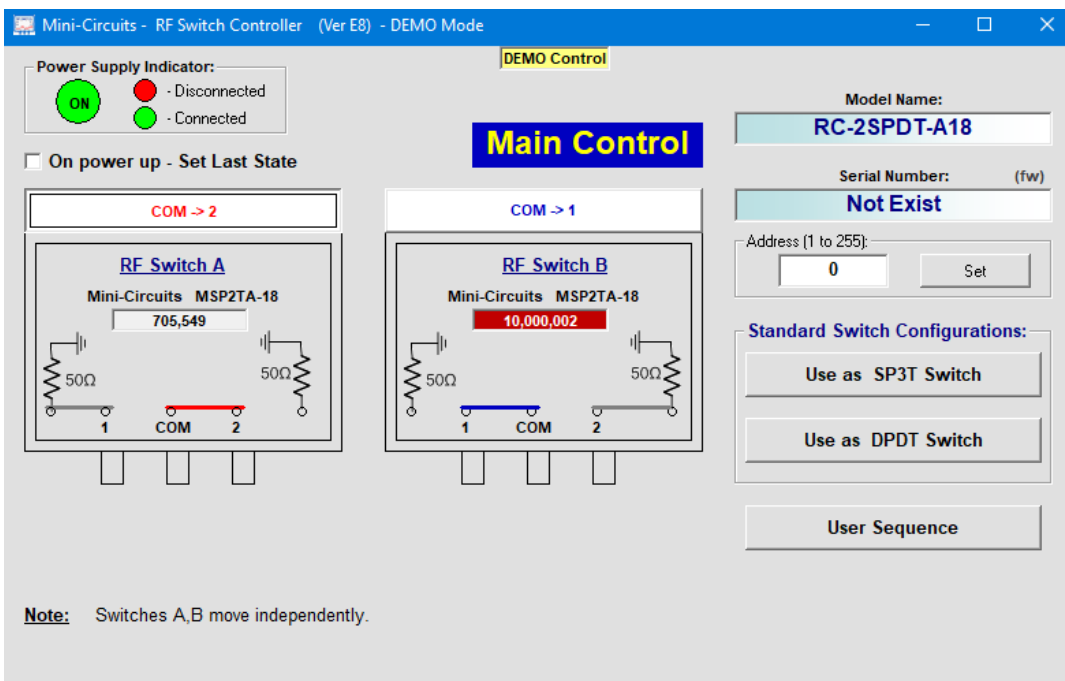 Mini-Circuits - RF Switch Controller (Ver E8) - DEMO Mode
DEMO Control
Power Supply Indicator:
ON
- Disconnected
- Connected
Main Control
On power up - Set Last State
Model Name:
RC-2SPDT-A18
Serial Number: (fw)
Not Exist
Address (1 to 255):
0 Set
COM -> 2
RF Switch A
Mini-Circuits MSP2TA-18
705,549
50Ω 50Ω
1 COM 2
COM -> 1
RF Switch B
Mini-Circuits MSP2TA-18
10,000,002
50Ω 50Ω
1 COM 2
Standard Switch Configurations:
Use as SP3T Switch
Use as DPDT Switch
User Sequence
Note: Switches A,B move independently.